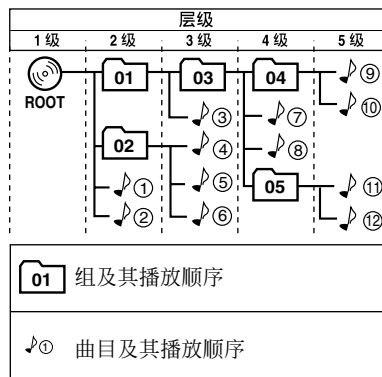 层级
1 级 2 级 3 级 4 级 5 级
ROOT 01 03 04 ⑨
⑩
③
⑦
02 ④
⑧
① ⑤ 05 ⑪
② ⑥ ⑫
01 组及其播放顺序
① 曲目及其播放顺序